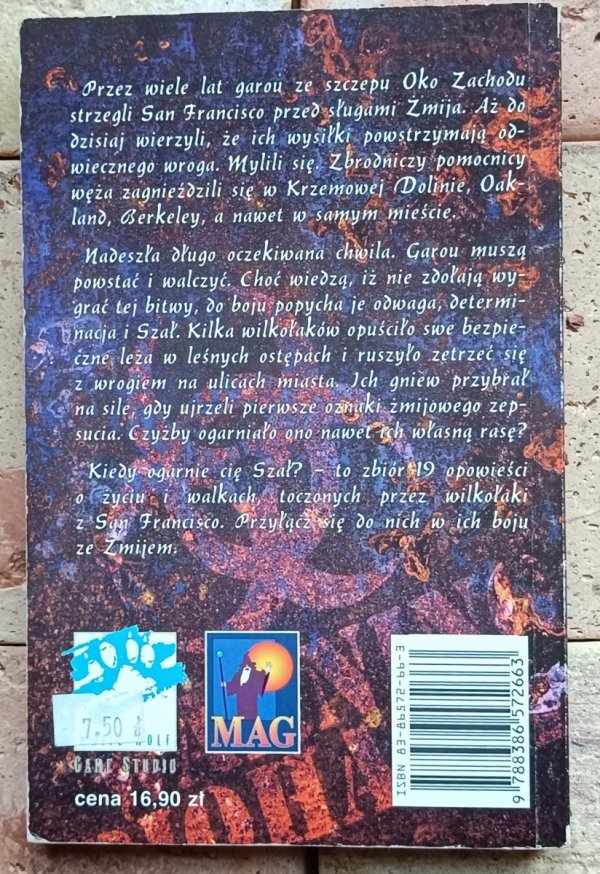 Przez wiele lat garou ze szczepu Oko Zachodu
strzegli San Francisco przed sługami Żmija. Aż do
dzisiaj wierzyli, że ich wysiłki powstrzymają od-
wiecznego wroga. Mylili się. Zbrodniczy pomocnicy
węża zagnieździli się w Krzemowej Dolinie, Oak-
land, Berkeley, a nawet w samym mieście.
Nadeszła długo oczekiwana chwila. Garou muszą
powstać i walczyć. Choć wiedzą, iż nie zdołają wy-
grać tej bitwy, do boju popycha je odwaga, determi-
nacja i Szał. Kilka wilkołaków opuściło swe bezpie-
czne leża w leśnych ostępach i ruszyło zetrzeć się
z wrogiem na ulicach miasta. Ich gniew przybrał
na sile, gdy ujrzeli pierwsze oznaki żmijowego zep-
sucia. Czyżby ogarniało ono nawet ich własną rasę?
Kiedy ogarnie cię Szał? – to zbiór 19 opowieści
o życiu i walkach toczonych przez wilkołaki
z San Francisco. Przyłącz się do nich w ich boju
ze Żmijem.
7.50 zł
WOLF
GAME STUDIO
cena 16,90 zł
MAG
ISBN 83-86572-66-3
9 788386 572663